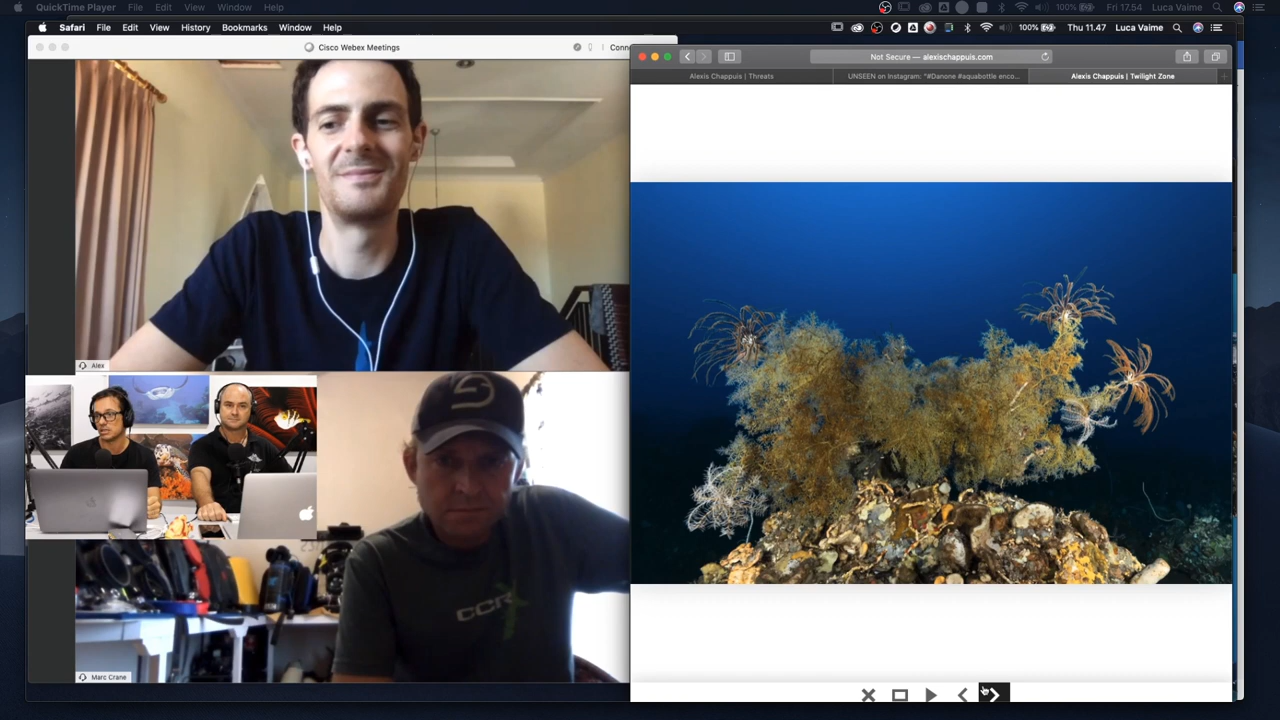 QuickTime Player File Edit View Window Help
100% Fri 17.54 Luca Vaime
Safari File Edit View History Bookmarks Window Help
100% Thu 11.47 Luca Vaime
Cisco Webex Meetings
Conne
Not Secure — alexischappuis.com
Alexis Chappuis | Threats
UNSEEN on Instagram: "#Danone #aquabottle enco...
Alexis Chappuis | Twilight Zone
Alex
CCR
Marc Crane